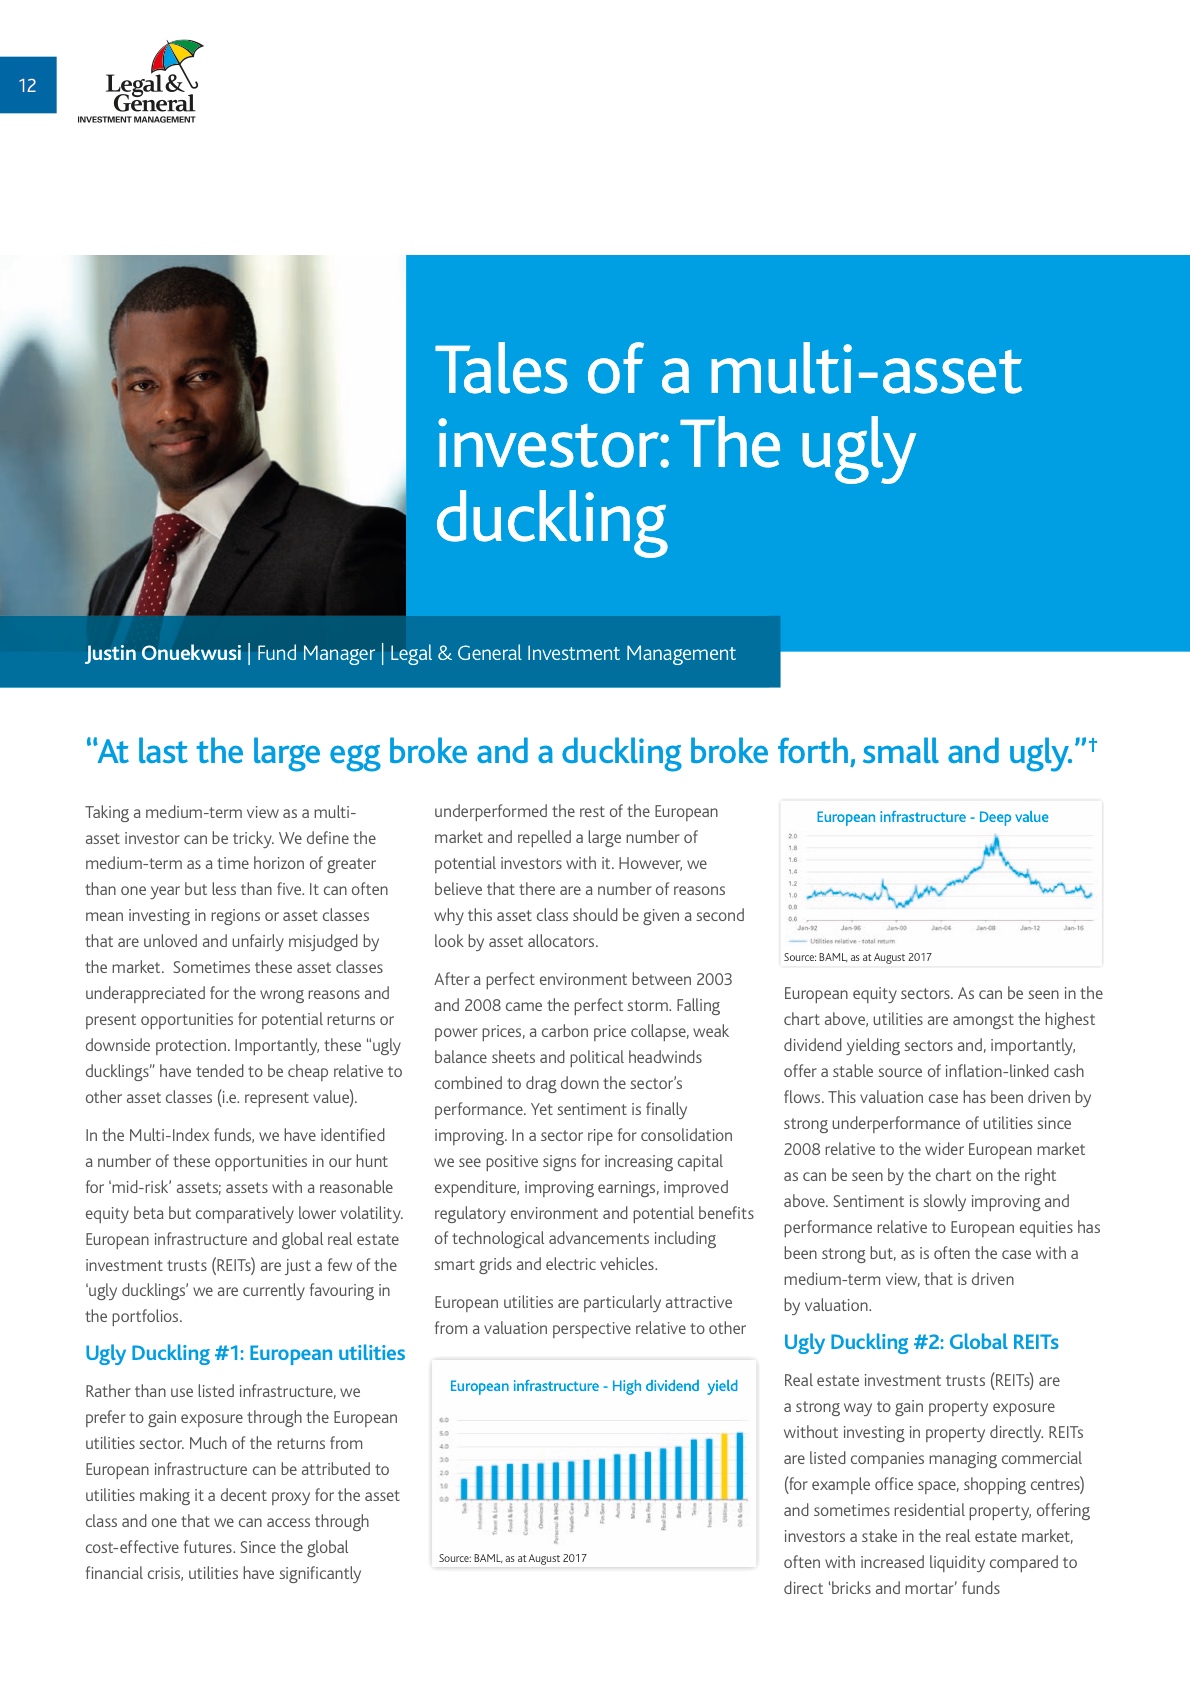 12
Legal &
General
INVESTMENT MANAGEMENT
Tales of a multi-asset
investor: The ugly
duckling
Justin Onuekwusi | Fund Manager | Legal & General Investment Management
“At last the large egg broke and a duckling broke forth, small and ugly.”†
Taking a medium-term view as a multi-
asset investor can be tricky. We define the
medium-term as a time horizon of greater
than one year but less than five. It can often
mean investing in regions or asset classes
that are unloved and unfairly misjudged by
the market.  Sometimes these asset classes
underappreciated for the wrong reasons and
present opportunities for potential returns or
downside protection. Importantly, these “ugly
ducklings” have tended to be cheap relative to
other asset classes (i.e. represent value).
In the Multi-Index funds, we have identified
a number of these opportunities in our hunt
for ‘mid-risk’ assets; assets with a reasonable
equity beta but comparatively lower volatility.
European infrastructure and global real estate
investment trusts (REITs) are just a few of the
‘ugly ducklings’ we are currently favouring in
the portfolios.
Ugly Duckling #1: European utilities
Rather than use listed infrastructure, we
prefer to gain exposure through the European
utilities sector. Much of the returns from
European infrastructure can be attributed to
utilities making it a decent proxy for the asset
class and one that we can access through
cost-effective futures. Since the global
financial crisis, utilities have significantly
underperformed the rest of the European
market and repelled a large number of
potential investors with it. However, we
believe that there are a number of reasons
why this asset class should be given a second
look by asset allocators.
After a perfect environment between 2003
and 2008 came the perfect storm. Falling
power prices, a carbon price collapse, weak
balance sheets and political headwinds
combined to drag down the sector’s
performance. Yet sentiment is finally
improving. In a sector ripe for consolidation
we see positive signs for increasing capital
expenditure, improving earnings, improved
regulatory environment and potential benefits
of technological advancements including
smart grids and electric vehicles.
European utilities are particularly attractive
from a valuation perspective relative to other
European infrastructure - High dividend  yield
6.0
5.0
4.0
3.0
2.0
1.0
0.0
Tech
Industrials
Travel & Leis
Food & Bev
Construction
Chemicals
Personal & HHG
Health Care
Retail
Fin Serv
Autos
Media
Bas Res
Real Estate
Banks
Telco
Insurance
Utilities
Oil & Gas
Source: BAML, as at August 2017
European infrastructure - Deep value
2.0
1.8
1.6
1.4
1.2
1.0
0.8
0.6
Jan-92 Jan-96 Jan-00 Jan-06 Jan-08 Jan-12 Jan-16
Utilities relative - total return
Source: BAML, as at August 2017
European equity sectors. As can be seen in the
chart above, utilities are amongst the highest
dividend yielding sectors and, importantly,
offer a stable source of inflation-linked cash
flows. This valuation case has been driven by
strong underperformance of utilities since
2008 relative to the wider European market
as can be seen by the chart on the right
above. Sentiment is slowly improving and
performance relative to European equities has
been strong but, as is often the case with a
medium-term view, that is driven
by valuation.
Ugly Duckling #2: Global REITs
Real estate investment trusts (REITs) are
a strong way to gain property exposure
without investing in property directly. REITs
are listed companies managing commercial
(for example office space, shopping centres)
and sometimes residential property, offering
investors a stake in the real estate market,
often with increased liquidity compared to
direct ‘bricks and mortar’ funds